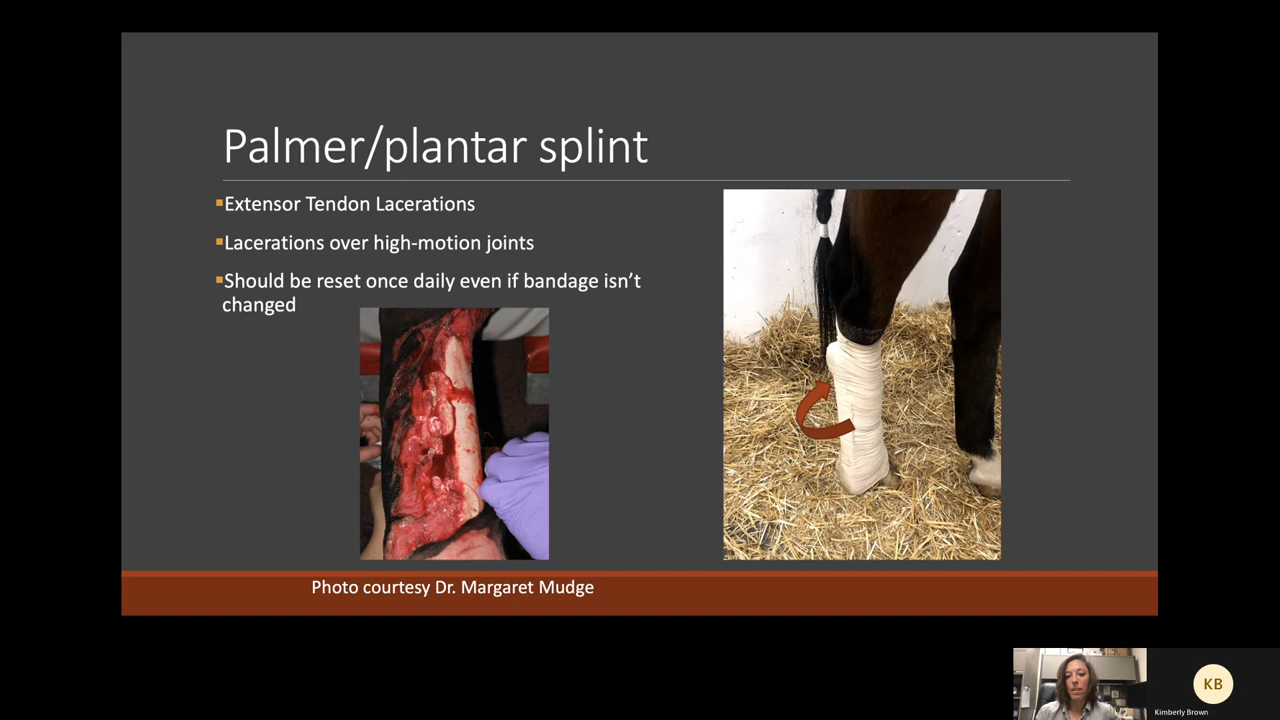 Palmer/plantar splint
▪Extensor Tendon Lacerations
▪Lacerations over high-motion joints
▪Should be reset once daily even if bandage isn’t
changed
Photo courtesy Dr. Margaret Mudge
KB
Kimberly Brown